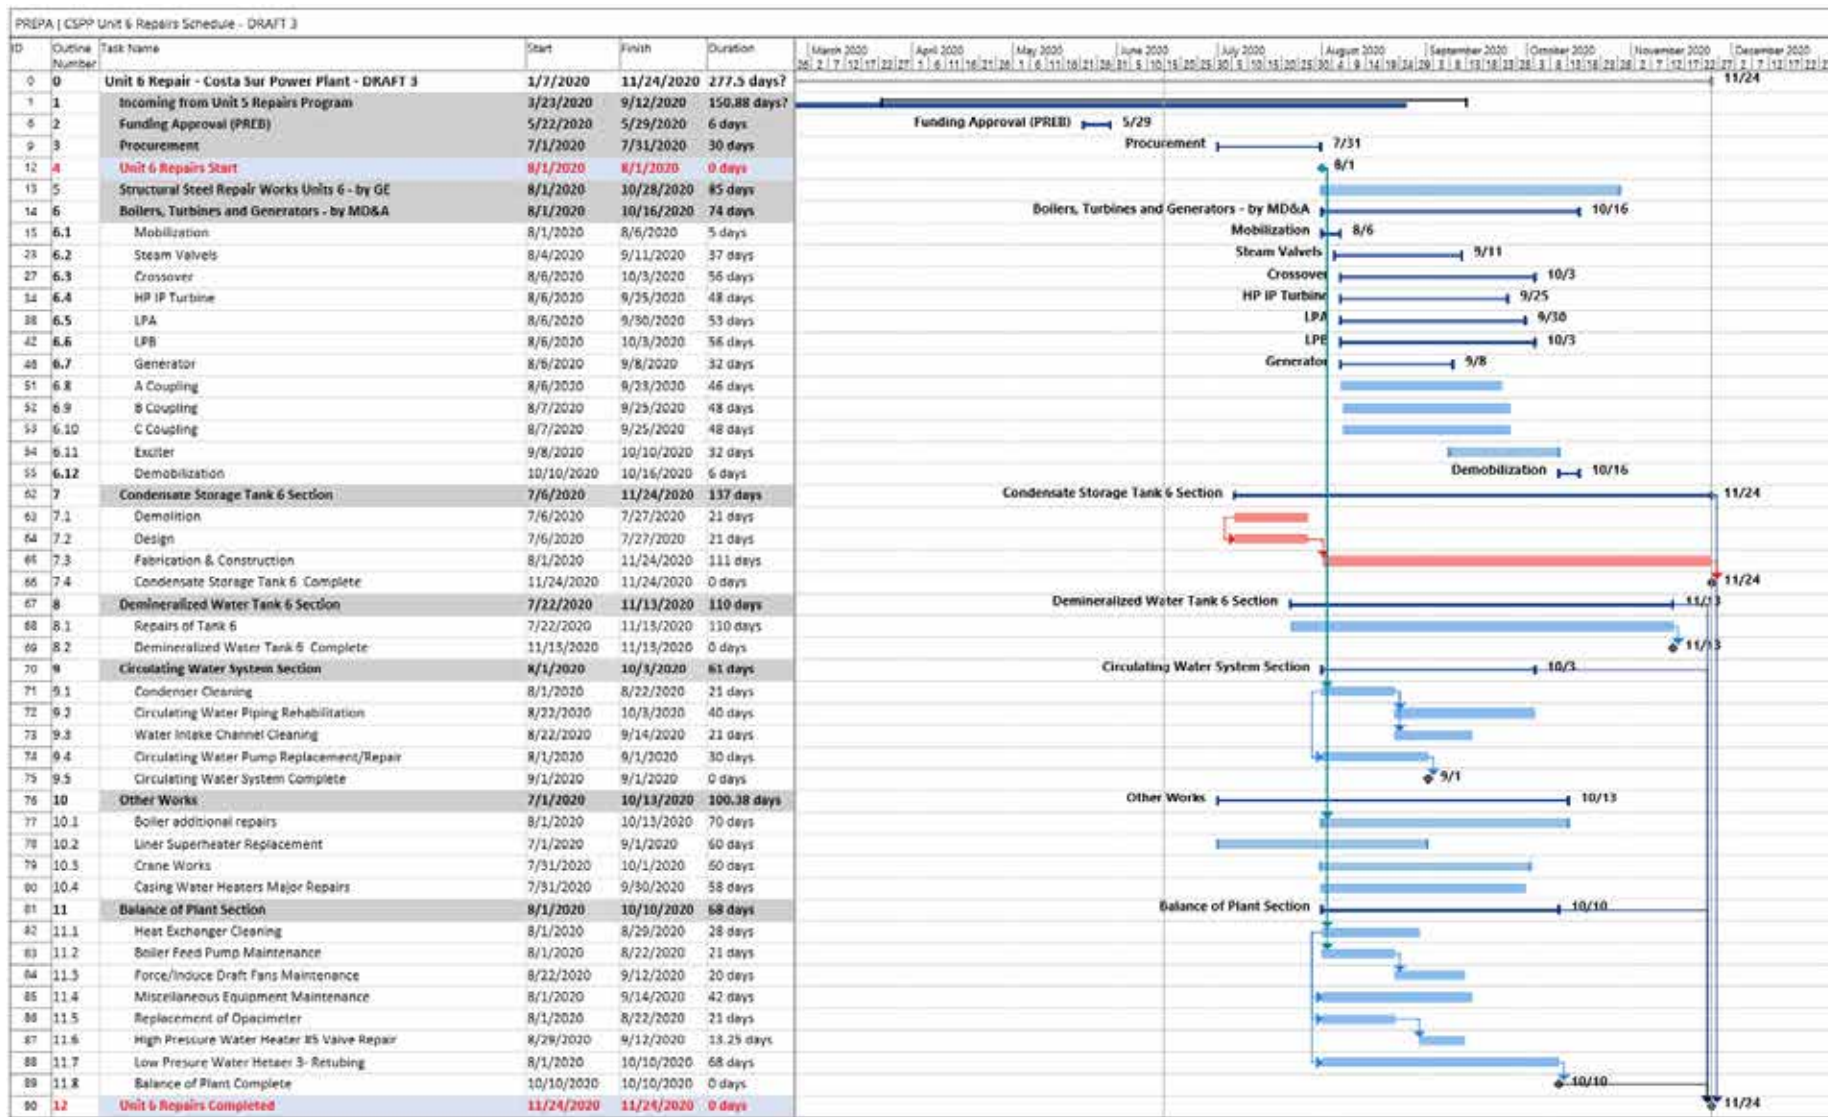 PREPA | CSPP Unit 6 Repairs Schedule - DRAFT 3
ID Outline Number Task Name Start Finish Duration March 2020 April 2020 May 2020 June 2020 July 2020 August 2020 September 2020 October 2020 November 2020 December 2020
0 0 Unit 6 Repair - Costa Sur Power Plant - DRAFT 3 1/7/2020 11/24/2020 277.5 days? 11/24
1 1 Incoming from Unit 5 Repairs Program 3/23/2020 9/12/2020 150.88 days?
6 2 Funding Approval (PREB) 5/22/2020 5/29/2020 6 days Funding Approval (PREB) 5/29
9 3 Procurement 7/1/2020 7/31/2020 30 days Procurement 7/31
12 4 Unit 6 Repairs Start 8/1/2020 8/1/2020 0 days 8/1
13 5 Structural Steel Repair Works Units 6 - by GE 8/1/2020 10/28/2020 85 days
14 6 Boilers, Turbines and Generators - by MD&A 8/1/2020 10/16/2020 74 days Boilers, Turbines and Generators - by MD&A 10/16
15 6.1 Mobilization 8/1/2020 8/6/2020 5 days Mobilization 8/6
23 6.2 Steam Valvels 8/4/2020 9/11/2020 37 days Steam Valvels 9/11
27 6.3 Crossover 8/6/2020 10/3/2020 56 days Crossover 10/3
34 6.4 HP IP Turbine 8/6/2020 9/25/2020 48 days HP IP Turbine 9/25
38 6.5 LPA 8/6/2020 9/30/2020 53 days LPA 9/30
42 6.6 LPB 8/6/2020 10/3/2020 56 days LPB 10/3
46 6.7 Generator 8/6/2020 9/8/2020 32 days Generator 9/8
51 6.8 A Coupling 8/6/2020 9/23/2020 46 days
52 6.9 B Coupling 8/7/2020 9/25/2020 48 days
53 6.10 C Coupling 8/7/2020 9/25/2020 48 days
54 6.11 Exciter 9/8/2020 10/10/2020 32 days
55 6.12 Demobilization 10/10/2020 10/16/2020 6 days Demobilization 10/16
62 7 Condensate Storage Tank 6 Section 7/6/2020 11/24/2020 137 days Condensate Storage Tank 6 Section 11/24
63 7.1 Demolition 7/6/2020 7/27/2020 21 days
64 7.2 Design 7/6/2020 7/27/2020 21 days
65 7.3 Fabrication & Construction 8/1/2020 11/24/2020 111 days
66 7.4 Condensate Storage Tank 6 Complete 11/24/2020 11/24/2020 0 days 11/24
67 8 Demineralized Water Tank 6 Section 7/22/2020 11/13/2020 110 days Demineralized Water Tank 6 Section 11/13
68 8.1 Repairs of Tank 6 7/22/2020 11/13/2020 110 days
69 8.2 Demineralized Water Tank 6 Complete 11/13/2020 11/13/2020 0 days 11/13
70 9 Circulating Water System Section 8/1/2020 10/3/2020 61 days Circulating Water System Section 10/3
71 9.1 Condenser Cleaning 8/1/2020 8/22/2020 21 days
72 9.2 Circulating Water Piping Rehabilitation 8/22/2020 10/3/2020 40 days
73 9.3 Water Intake Channel Cleaning 8/22/2020 9/14/2020 21 days
74 9.4 Circulating Water Pump Replacement/Repair 8/1/2020 9/1/2020 30 days
75 9.5 Circulating Water System Complete 9/1/2020 9/1/2020 0 days 9/1
76 10 Other Works 7/1/2020 10/13/2020 100.38 days Other Works 10/13
77 10.1 Boiler additional repairs 8/1/2020 10/13/2020 70 days
78 10.2 Liner Superheater Replacement 7/1/2020 9/1/2020 60 days
79 10.3 Crane Works 7/31/2020 10/1/2020 60 days
80 10.4 Casing Water Heaters Major Repairs 7/31/2020 9/30/2020 58 days
81 11 Balance of Plant Section 8/1/2020 10/10/2020 68 days Balance of Plant Section 10/10
82 11.1 Heat Exchanger Cleaning 8/1/2020 8/29/2020 28 days
83 11.2 Boiler Feed Pump Maintenance 8/1/2020 8/22/2020 21 days
84 11.3 Force/Induce Draft Fans Maintenance 8/22/2020 9/12/2020 20 days
85 11.4 Miscellaneous Equipment Maintenance 8/1/2020 9/14/2020 42 days
86 11.5 Replacement of Opacimeter 8/1/2020 8/22/2020 21 days
87 11.6 High Pressure Water Heater #5 Valve Repair 8/29/2020 9/12/2020 13.25 days
88 11.7 Low Presure Water Hetaer 3- Retubing 8/1/2020 10/10/2020 68 days
89 11.8 Balance of Plant Complete 10/10/2020 10/10/2020 0 days 10/10
90 12 Unit 6 Repairs Completed 11/24/2020 11/24/2020 0 days 11/24